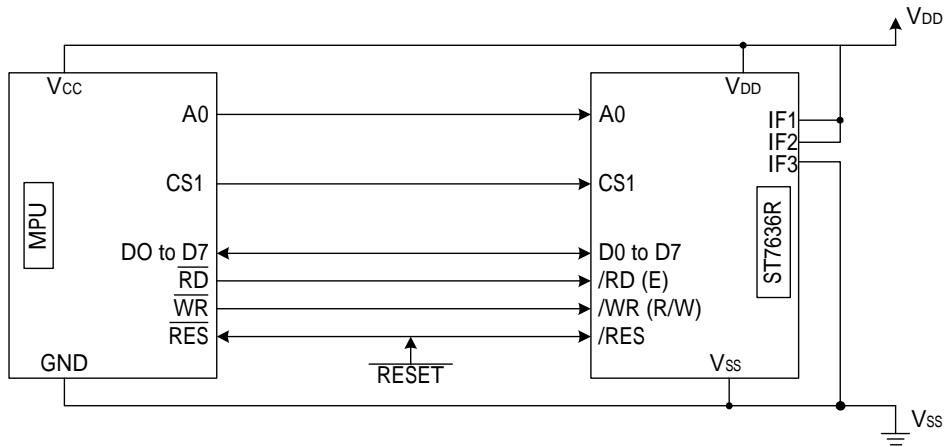 VDD
VCC
VDD
A0
A0
IF1
IF2
IF3
CS1
CS1
MPU
ST7636R
DO to D7
D0 to D7
RD
/RD (E)
WR
/WR (R/W)
RES
/RES
GND
RESET
VSS
VSS